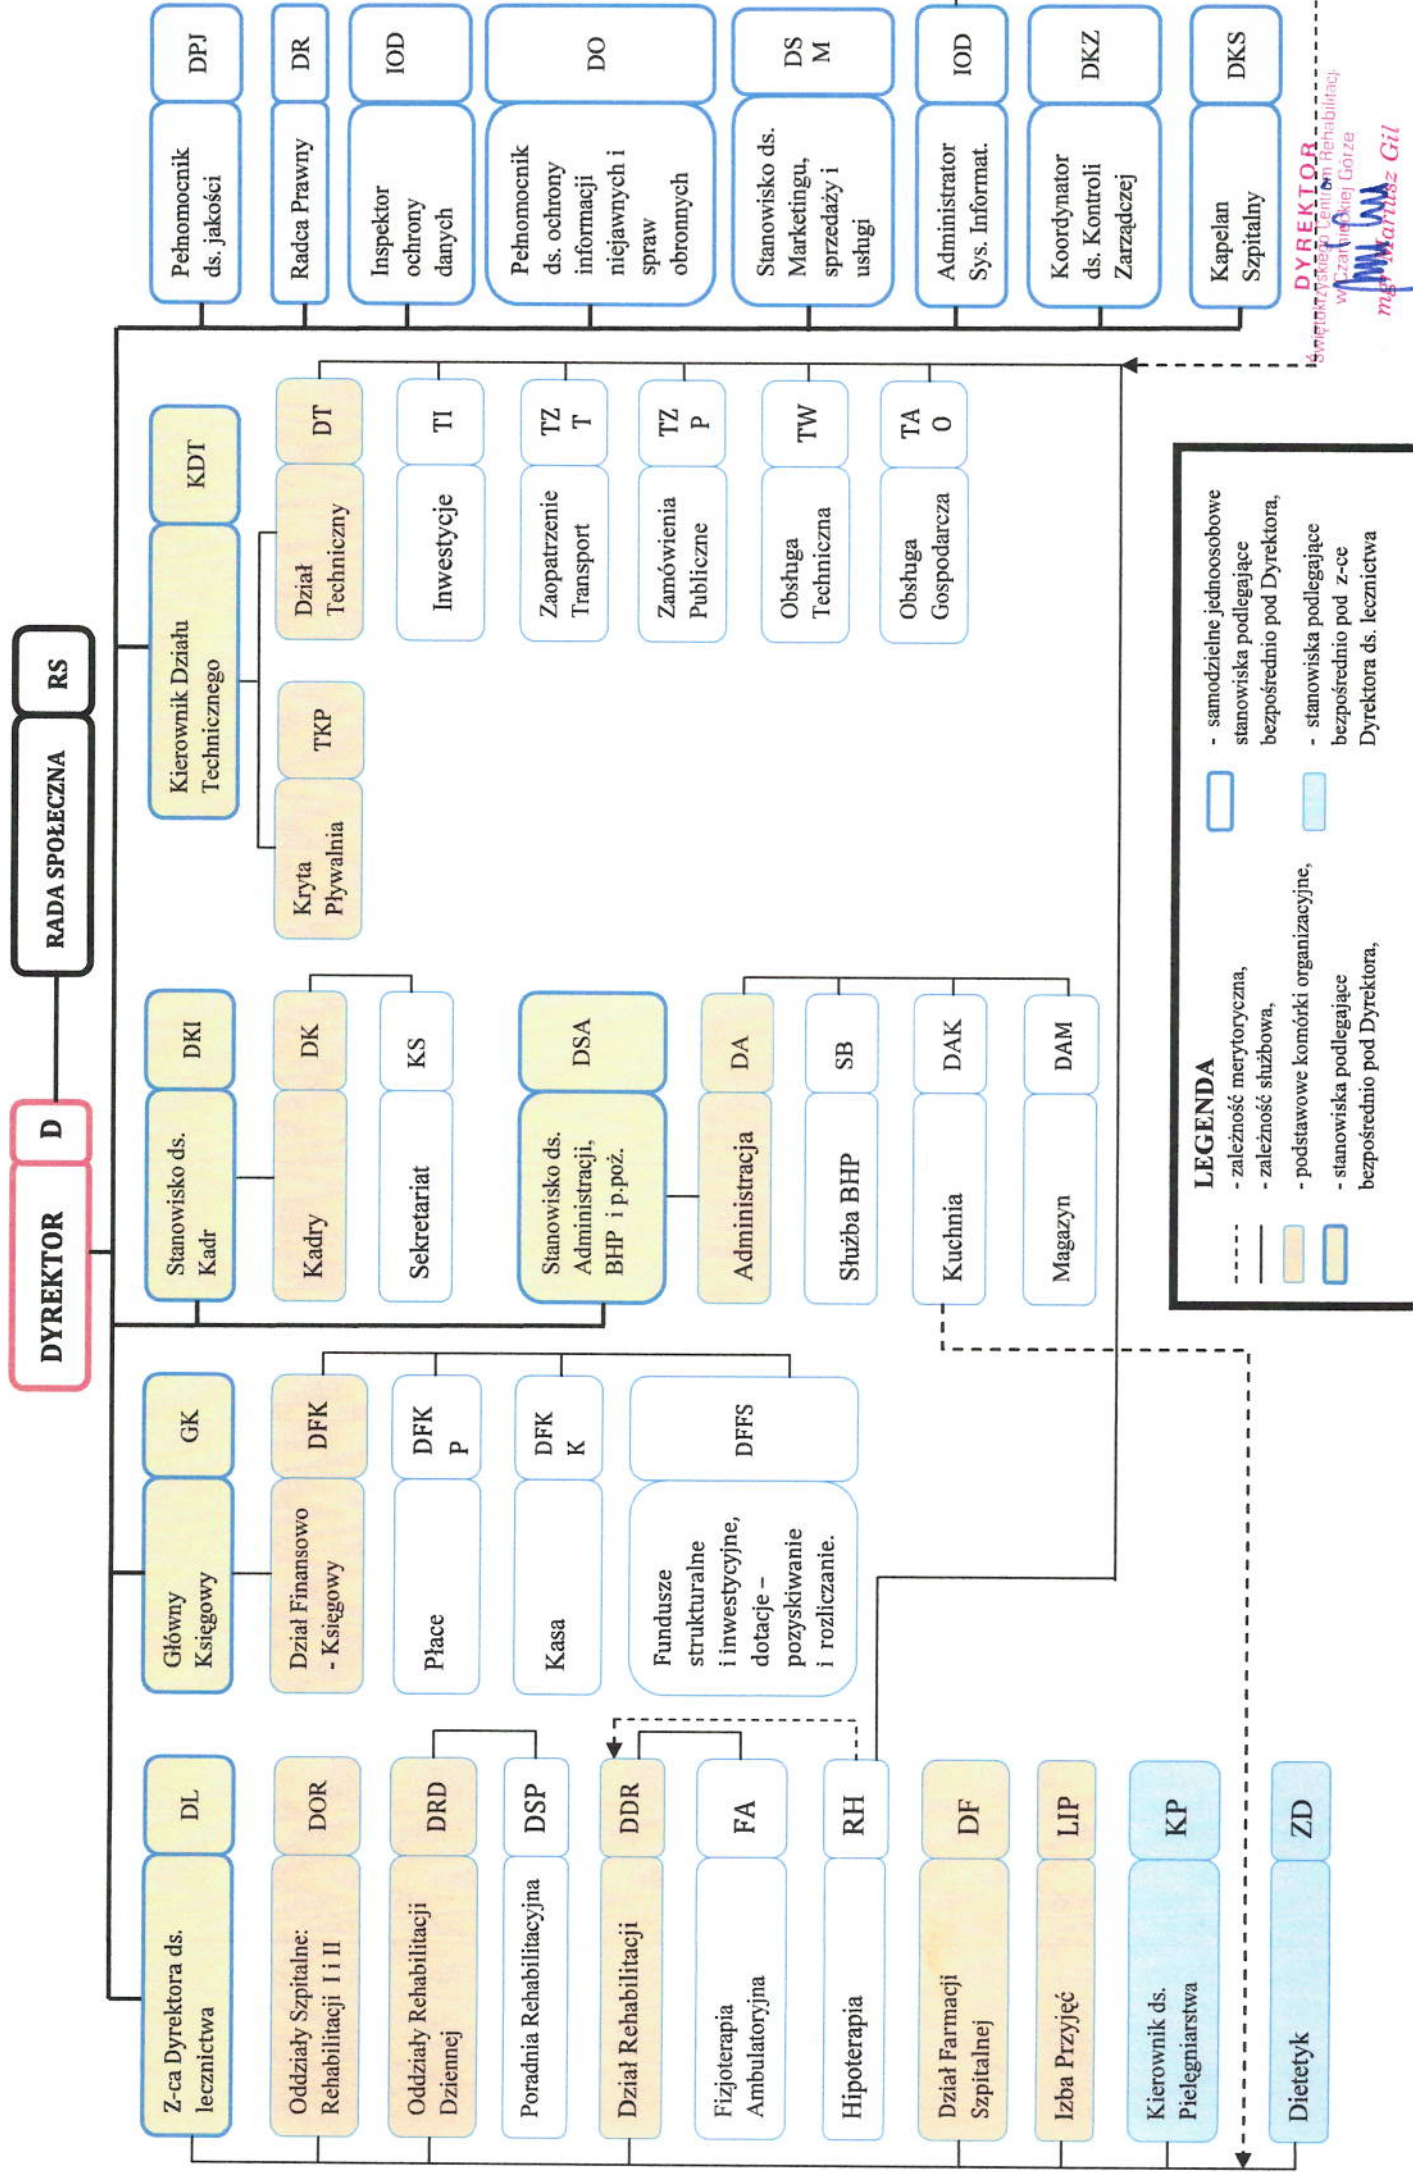 DYREKTOR
D
RADA SPOŁECZNA
RS
Z-ca Dyrektora ds.
lecznictwa
DL
Oddziały Szpitalne:
Rehabilitacji I i II
DOR
Oddziały Rehabilitacji
Dziennej
DRD
Poradnia Rehabilitacyjna
DSP
Dział Rehabilitacji
DDR
Fizjoterapia
Ambulatoryjna
FA
Hipoterapia
RH
Dział Farmacji
Szpitalnej
DF
Izba Przyjęć
LIP
Kierownik ds.
Pielęgniarstwa
KP
Dietetyk
ZD
Główny
Księgowy
GK
Dział Finansowo
- Księgowy
DFK
Płace
DFK
P
Kasa
DFK
K
Fundusze
strukturalne
i inwestycyjne,
dotacje –
pozyskiwanie
i rozliczanie.
DFFS
Stanowisko ds.
Kadr
DKI
Kadry
DK
Sekretariat
KS
Stanowisko ds.
Administracji,
BHP i p.poż.
DSA
Administracja
DA
Służba BHP
SB
Kuchnia
DAK
Magazyn
DAM
Kierownik Działu
Technicznego
KDT
Kryta
Pływalnia
TKP
Dział
Techniczny
DT
Inwestycje
TI
Zaopatrzenie
Transport
TZ
T
Zamówienia
Publiczne
TZ
P
Obsługa
Techniczna
TW
Obsługa
Gospodarcza
TA
O
Pełnomocnik
ds. jakości
DPJ
Radca Prawny
DR
Inspektor
ochrony
danych
IOD
Pełnomocnik
ds. ochrony
informacji
niejawnych i
spraw
obronnych
DO
Stanowisko ds.
Marketingu,
sprzedaży i
usługi
DS
M
Administrator
Sys. Informat.
IOD
Koordynator
ds. Kontroli
Zarządczej
DKZ
Kapelan
Szpitalny
DKS
LEGENDA
- zależność merytoryczna,
- zależność służbowa,
- podstawowe komórki organizacyjne,
- stanowiska podlegające
bezpośrednio pod Dyrektora,
- samodzielne jednoosobowe
stanowiska podlegające
bezpośrednio pod Dyrektora,
- stanowiska podlegające
bezpośrednio pod z-ce
Dyrektora ds. lecznictwa
DYREKTOR
Świętokrzyskiego Centrum Rehabilitacji
w Czarnieckiej Górze
mgr Mariusz Gil